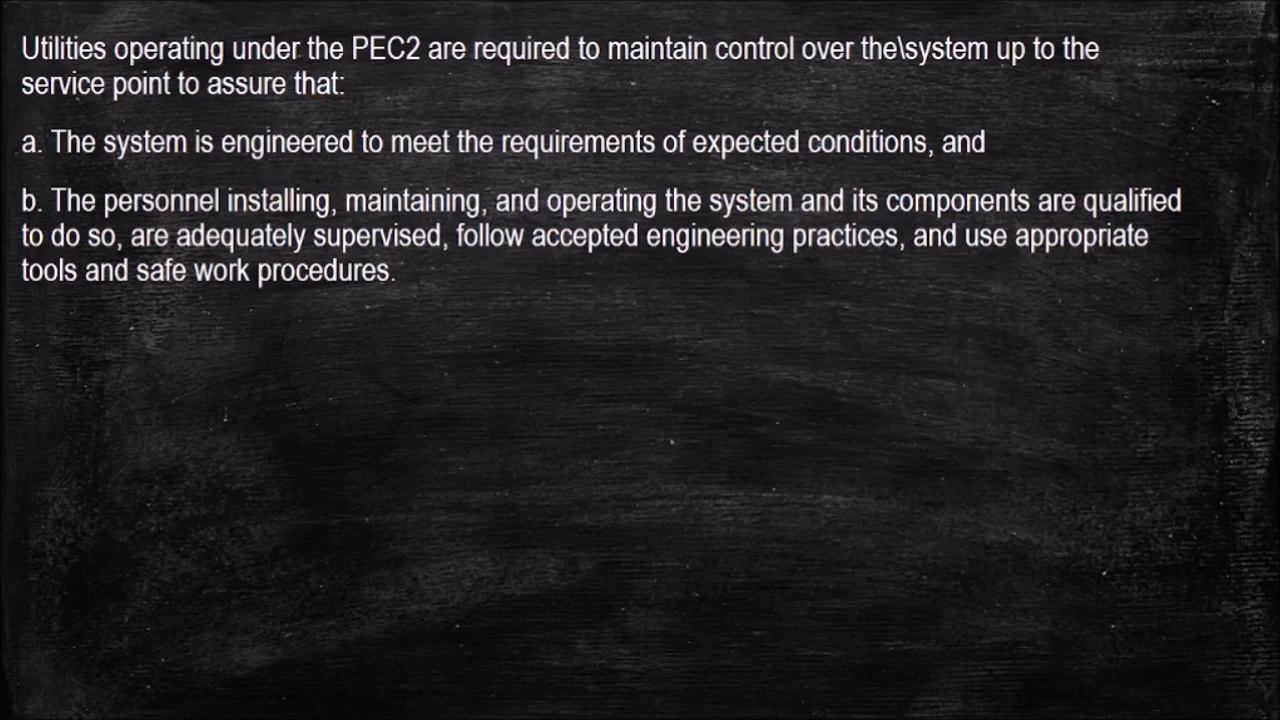 Utilities operating under the PEC2 are required to maintain control over the\system up to the
service point to assure that:
a. The system is engineered to meet the requirements of expected conditions, and
b. The personnel installing, maintaining, and operating the system and its components are qualified
to do so, are adequately supervised, follow accepted engineering practices, and use appropriate
tools and safe work procedures.